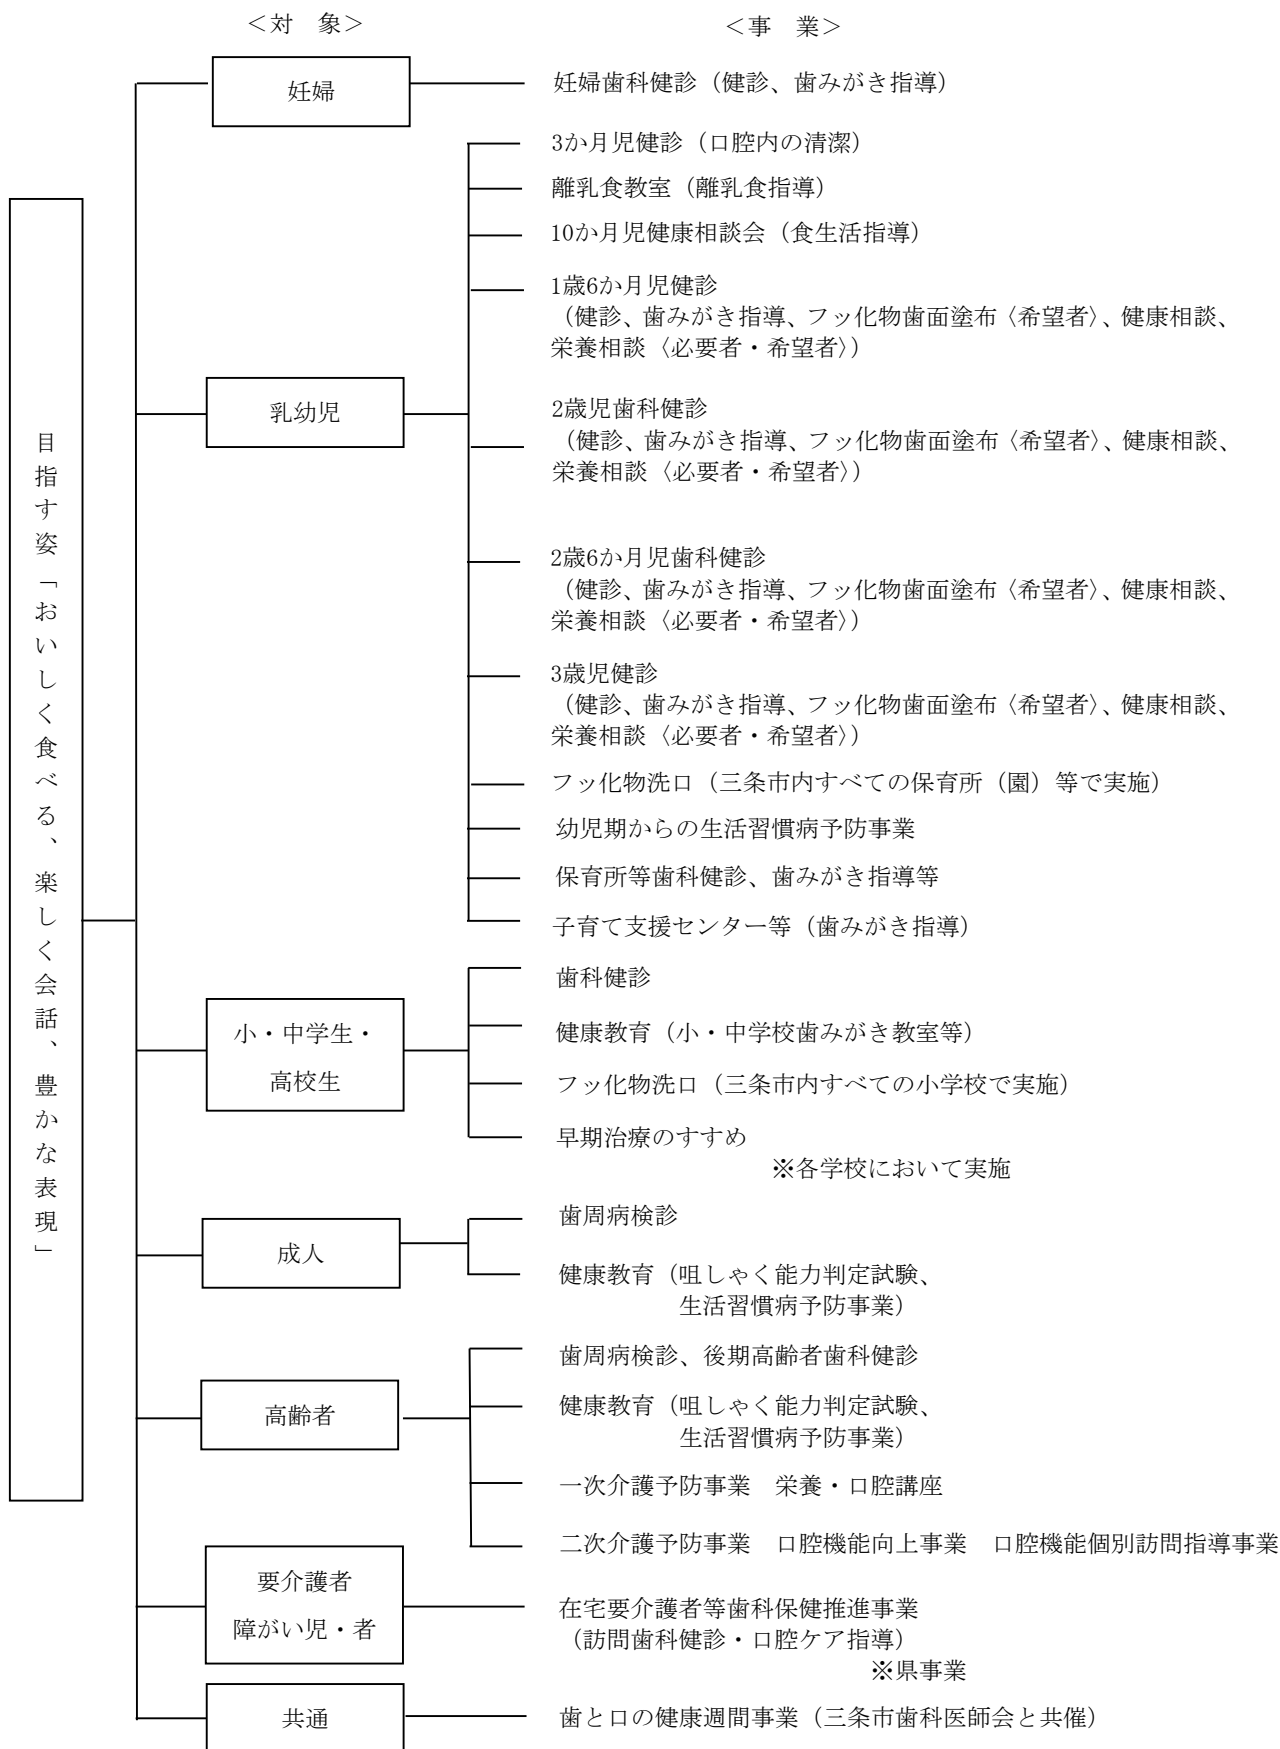 ＜対　象＞
＜事　業＞
目指す姿「おいしく食べる、楽しく会話、豊かな表現」
妊婦
妊婦歯科健診（健診、歯みがき指導）
乳幼児
3か月児健診（口腔内の清潔）
離乳食教室（離乳食指導）
10か月児健康相談会（食生活指導）
1歳6か月児健診
（健診、歯みがき指導、フッ化物歯面塗布〈希望者〉、健康相談、
栄養相談〈必要者・希望者〉）
2歳児歯科健診
（健診、歯みがき指導、フッ化物歯面塗布〈希望者〉、健康相談、
栄養相談〈必要者・希望者〉）
2歳6か月児歯科健診
（健診、歯みがき指導、フッ化物歯面塗布〈希望者〉、健康相談、
栄養相談〈必要者・希望者〉）
3歳児健診
（健診、歯みがき指導、フッ化物歯面塗布〈希望者〉、健康相談、
栄養相談〈必要者・希望者〉）
フッ化物洗口（三条市内すべての保育所（園）等で実施）
幼児期からの生活習慣病予防事業
保育所等歯科健診、歯みがき指導等
子育て支援センター等（歯みがき指導）
小・中学生・
高校生
歯科健診
健康教育（小・中学校歯みがき教室等）
フッ化物洗口（三条市内すべての小学校で実施）
早期治療のすすめ
※各学校において実施
成人
歯周病検診
健康教育（咀しゃく能力判定試験、
生活習慣病予防事業）
高齢者
歯周病検診、後期高齢者歯科健診
健康教育（咀しゃく能力判定試験、
生活習慣病予防事業）
一次介護予防事業　栄養・口腔講座
二次介護予防事業　口腔機能向上事業　口腔機能個別訪問指導事業
要介護者
障がい児・者
在宅要介護者等歯科保健推進事業
（訪問歯科健診・口腔ケア指導）
※県事業
共通
歯と口の健康週間事業（三条市歯科医師会と共催）